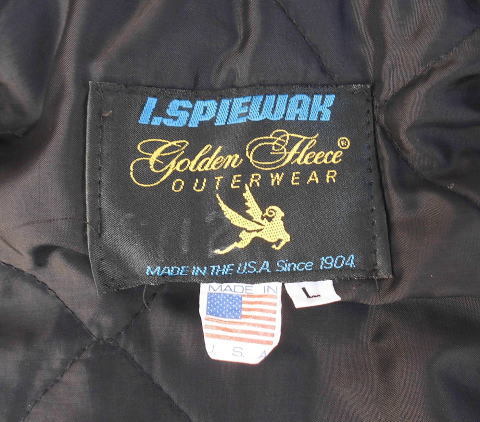 I.SPIEWAK
Golden Fleece®
OUTERWEAR
MADE IN THE U.S.A. Since 1904
MADE IN
U.S.A.
L